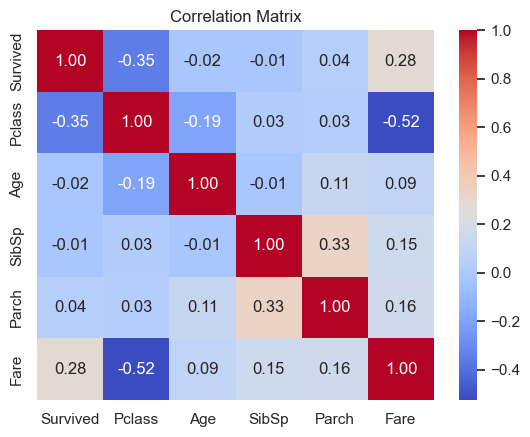 Correlation Matrix
Survived 1.00 -0.35 -0.02 -0.01 0.04 0.28
Pclass -0.35 1.00 -0.19 0.03 0.03 -0.52
Age -0.02 -0.19 1.00 -0.01 0.11 0.09
SibSp -0.01 0.03 -0.01 1.00 0.33 0.15
Parch 0.04 0.03 0.11 0.33 1.00 0.16
Fare 0.28 -0.52 0.09 0.15 0.16 1.00
Survived Pclass Age SibSp Parch Fare
1.0
0.8
0.6
0.4
0.2
0.0
−0.2
−0.4